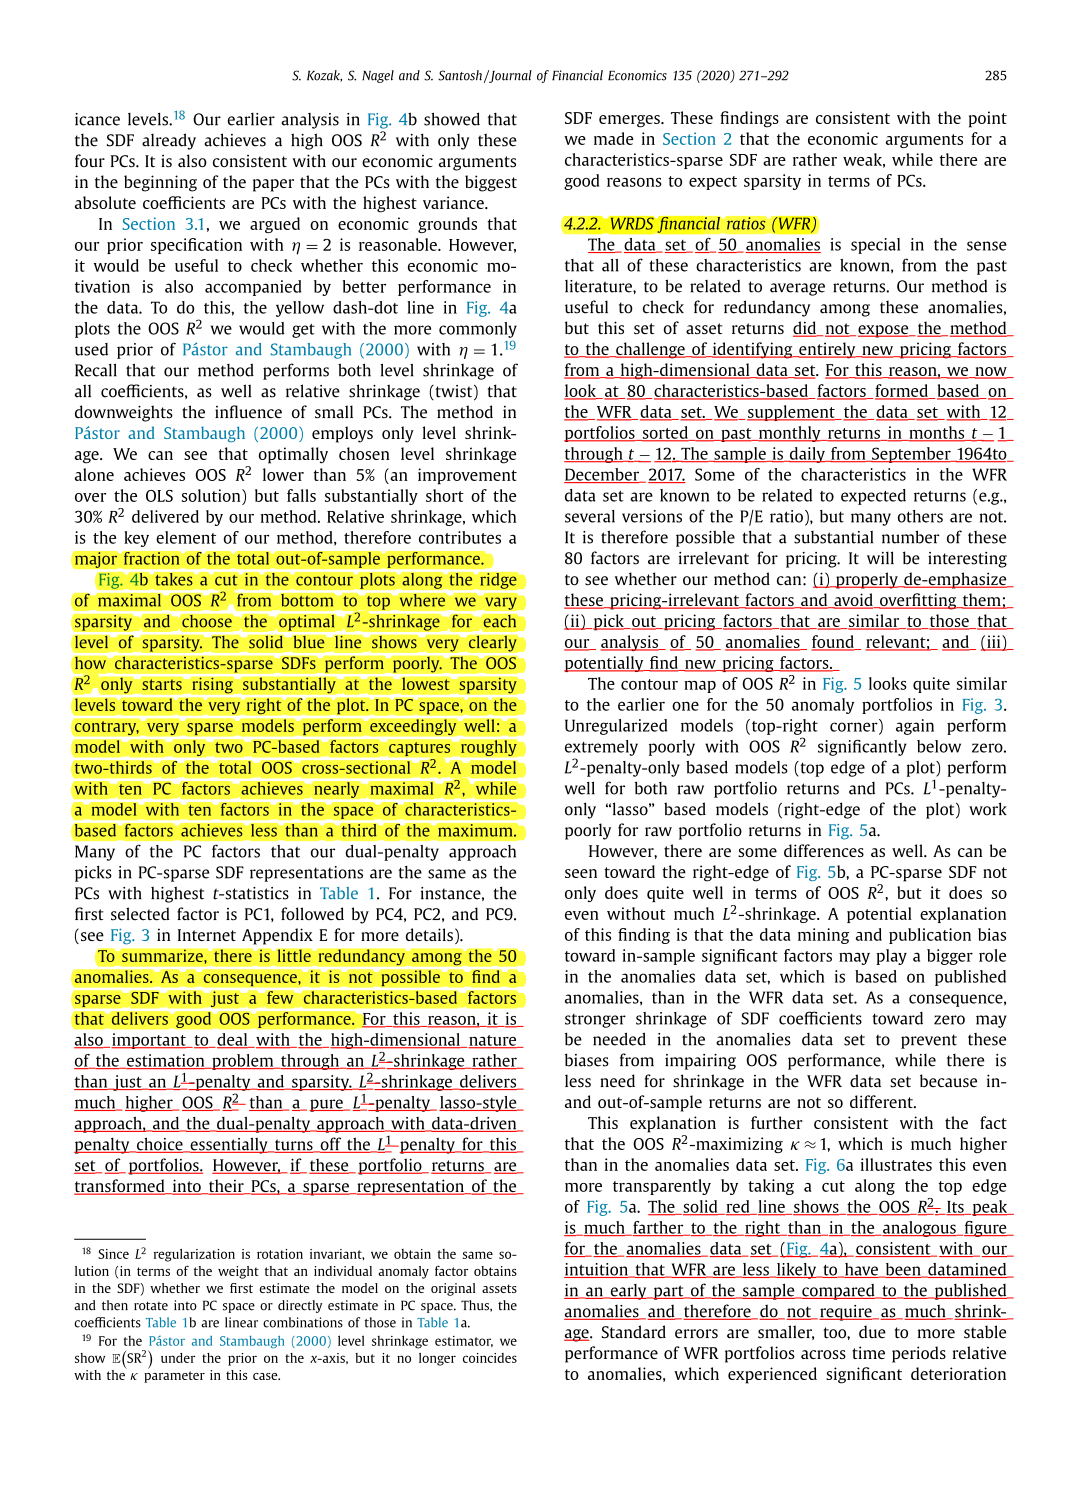 S. Kozak, S. Nagel and S. Santosh / Journal of Financial Economics 135 (2020) 271–292
285
icance levels.18 Our earlier analysis in Fig. 4b showed that
the SDF already achieves a high OOS R2 with only these
four PCs. It is also consistent with our economic arguments
in the beginning of the paper that the PCs with the biggest
absolute coefficients are PCs with the highest variance.
In Section 3.1, we argued on economic grounds that
our prior specification with η = 2 is reasonable. However,
it would be useful to check whether this economic mo-
tivation is also accompanied by better performance in
the data. To do this, the yellow dash-dot line in Fig. 4a
plots the OOS R2 we would get with the more commonly
used prior of Pástor and Stambaugh (2000) with η = 1.19
Recall that our method performs both level shrinkage of
all coefficients, as well as relative shrinkage (twist) that
downweights the influence of small PCs. The method in
Pástor and Stambaugh (2000) employs only level shrink-
age. We can see that optimally chosen level shrinkage
alone achieves OOS R2 lower than 5% (an improvement
over the OLS solution) but falls substantially short of the
30% R2 delivered by our method. Relative shrinkage, which
is the key element of our method, therefore contributes a
major fraction of the total out-of-sample performance.
Fig. 4b takes a cut in the contour plots along the ridge
of maximal OOS R2 from bottom to top where we vary
sparsity and choose the optimal L2-shrinkage for each
level of sparsity. The solid blue line shows very clearly
how characteristics-sparse SDFs perform poorly. The OOS
R2 only starts rising substantially at the lowest sparsity
levels toward the very right of the plot. In PC space, on the
contrary, very sparse models perform exceedingly well: a
model with only two PC-based factors captures roughly
two-thirds of the total OOS cross-sectional R2. A model
with ten PC factors achieves nearly maximal R2, while
a model with ten factors in the space of characteristics-
based factors achieves less than a third of the maximum.
Many of the PC factors that our dual-penalty approach
picks in PC-sparse SDF representations are the same as the
PCs with highest t-statistics in Table 1. For instance, the
first selected factor is PC1, followed by PC4, PC2, and PC9.
(see Fig. 3 in Internet Appendix E for more details).
To summarize, there is little redundancy among the 50
anomalies. As a consequence, it is not possible to find a
sparse SDF with just a few characteristics-based factors
that delivers good OOS performance. For this reason, it is
also important to deal with the high-dimensional nature
of the estimation problem through an L2-shrinkage rather
than just an L1-penalty and sparsity. L2-shrinkage delivers
much higher OOS R2 than a pure L1-penalty lasso-style
approach, and the dual-penalty approach with data-driven
penalty choice essentially turns off the L1-penalty for this
set of portfolios. However, if these portfolio returns are
transformed into their PCs, a sparse representation of the
18 Since L2 regularization is rotation invariant, we obtain the same so-
lution (in terms of the weight that an individual anomaly factor obtains
in the SDF) whether we first estimate the model on the original assets
and then rotate into PC space or directly estimate in PC space. Thus, the
coefficients Table 1b are linear combinations of those in Table 1a.
19 For the Pástor and Stambaugh (2000) level shrinkage estimator, we
show 𝔼(SR2) under the prior on the x-axis, but it no longer coincides
with the κ parameter in this case.
SDF emerges. These findings are consistent with the point
we made in Section 2 that the economic arguments for a
characteristics-sparse SDF are rather weak, while there are
good reasons to expect sparsity in terms of PCs.
4.2.2. WRDS financial ratios (WFR)
The data set of 50 anomalies is special in the sense
that all of these characteristics are known, from the past
literature, to be related to average returns. Our method is
useful to check for redundancy among these anomalies,
but this set of asset returns did not expose the method
to the challenge of identifying entirely new pricing factors
from a high-dimensional data set. For this reason, we now
look at 80 characteristics-based factors formed based on
the WFR data set. We supplement the data set with 12
portfolios sorted on past monthly returns in months t − 1
through t − 12. The sample is daily from September 1964to
December 2017. Some of the characteristics in the WFR
data set are known to be related to expected returns (e.g.,
several versions of the P/E ratio), but many others are not.
It is therefore possible that a substantial number of these
80 factors are irrelevant for pricing. It will be interesting
to see whether our method can: (i) properly de-emphasize
these pricing-irrelevant factors and avoid overfitting them;
(ii) pick out pricing factors that are similar to those that
our analysis of 50 anomalies found relevant; and (iii)
potentially find new pricing factors.
The contour map of OOS R2 in Fig. 5 looks quite similar
to the earlier one for the 50 anomaly portfolios in Fig. 3.
Unregularized models (top-right corner) again perform
extremely poorly with OOS R2 significantly below zero.
L2-penalty-only based models (top edge of a plot) perform
well for both raw portfolio returns and PCs. L1-penalty-
only “lasso” based models (right-edge of the plot) work
poorly for raw portfolio returns in Fig. 5a.
However, there are some differences as well. As can be
seen toward the right-edge of Fig. 5b, a PC-sparse SDF not
only does quite well in terms of OOS R2, but it does so
even without much L2-shrinkage. A potential explanation
of this finding is that the data mining and publication bias
toward in-sample significant factors may play a bigger role
in the anomalies data set, which is based on published
anomalies, than in the WFR data set. As a consequence,
stronger shrinkage of SDF coefficients toward zero may
be needed in the anomalies data set to prevent these
biases from impairing OOS performance, while there is
less need for shrinkage in the WFR data set because in-
and out-of-sample returns are not so different.
This explanation is further consistent with the fact
that the OOS R2-maximizing κ ≈ 1, which is much higher
than in the anomalies data set. Fig. 6a illustrates this even
more transparently by taking a cut along the top edge
of Fig. 5a. The solid red line shows the OOS R2. Its peak
is much farther to the right than in the analogous figure
for the anomalies data set (Fig. 4a), consistent with our
intuition that WFR are less likely to have been datamined
in an early part of the sample compared to the published
anomalies and therefore do not require as much shrink-
age. Standard errors are smaller, too, due to more stable
performance of WFR portfolios across time periods relative
to anomalies, which experienced significant deterioration